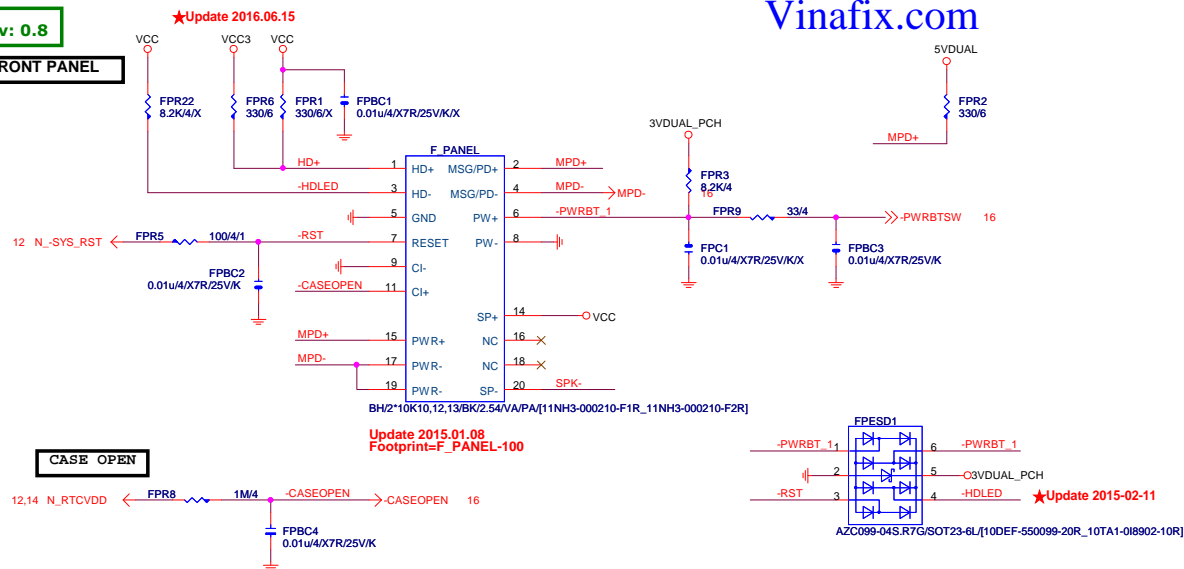 Vinafix.com
★Update 2016.06.15
v: 0.8
RONT PANEL
VCC
VCC3
VCC
5VDUAL
FPR22
8.2K/4/X
FPR6
330/6
FPR1
330/6/X
FPBC1
0.01u/4/X7R/25V/K/X
FPR2
330/6
MPD+
3VDUAL_PCH
FPR3
8.2K/4
F_PANEL
HD+
1
HD+
MSG/PD+
2
MPD+
-HDLED
3
HD-
MSG/PD-
4
MPD-
MPD-
16
5
GND
PW+
6
-PWRBT_1
FPR9
33/4
-PWRBTSW
16
12 N_-SYS_RST
FPR5
100/4/1
-RST
7
RESET
PW-
8
FPC1
0.01u/4/X7R/25V/K/X
FPBC3
0.01u/4/X7R/25V/K
FPBC2
0.01u/4/X7R/25V/K
9
CI-
-CASEOPEN
11
CI+
SP+
14
VCC
MPD+
15
PWR+
NC
16
MPD-
17
PWR-
NC
18
19
PWR-
SP-
20
SPK-
BH/2*10K10,12,13/BK/2.54/VA/PA/[11NH3-000210-F1R_11NH3-000210-F2R]
Update 2015.01.08
Footprint=F_PANEL-100
CASE OPEN
12,14 N_RTCVDD
FPR8
1M/4
-CASEOPEN
-CASEOPEN
16
FPBC4
0.01u/4/X7R/25V/K
FPESD1
-PWRBT_1
1
6
-PWRBT_1
2
5
3VDUAL_PCH
-RST
3
4
-HDLED
★Update 2015-02-11
AZC099-04S.R7G/SOT23-6L/[10DEF-550099-20R_10TA1-0I8902-10R]